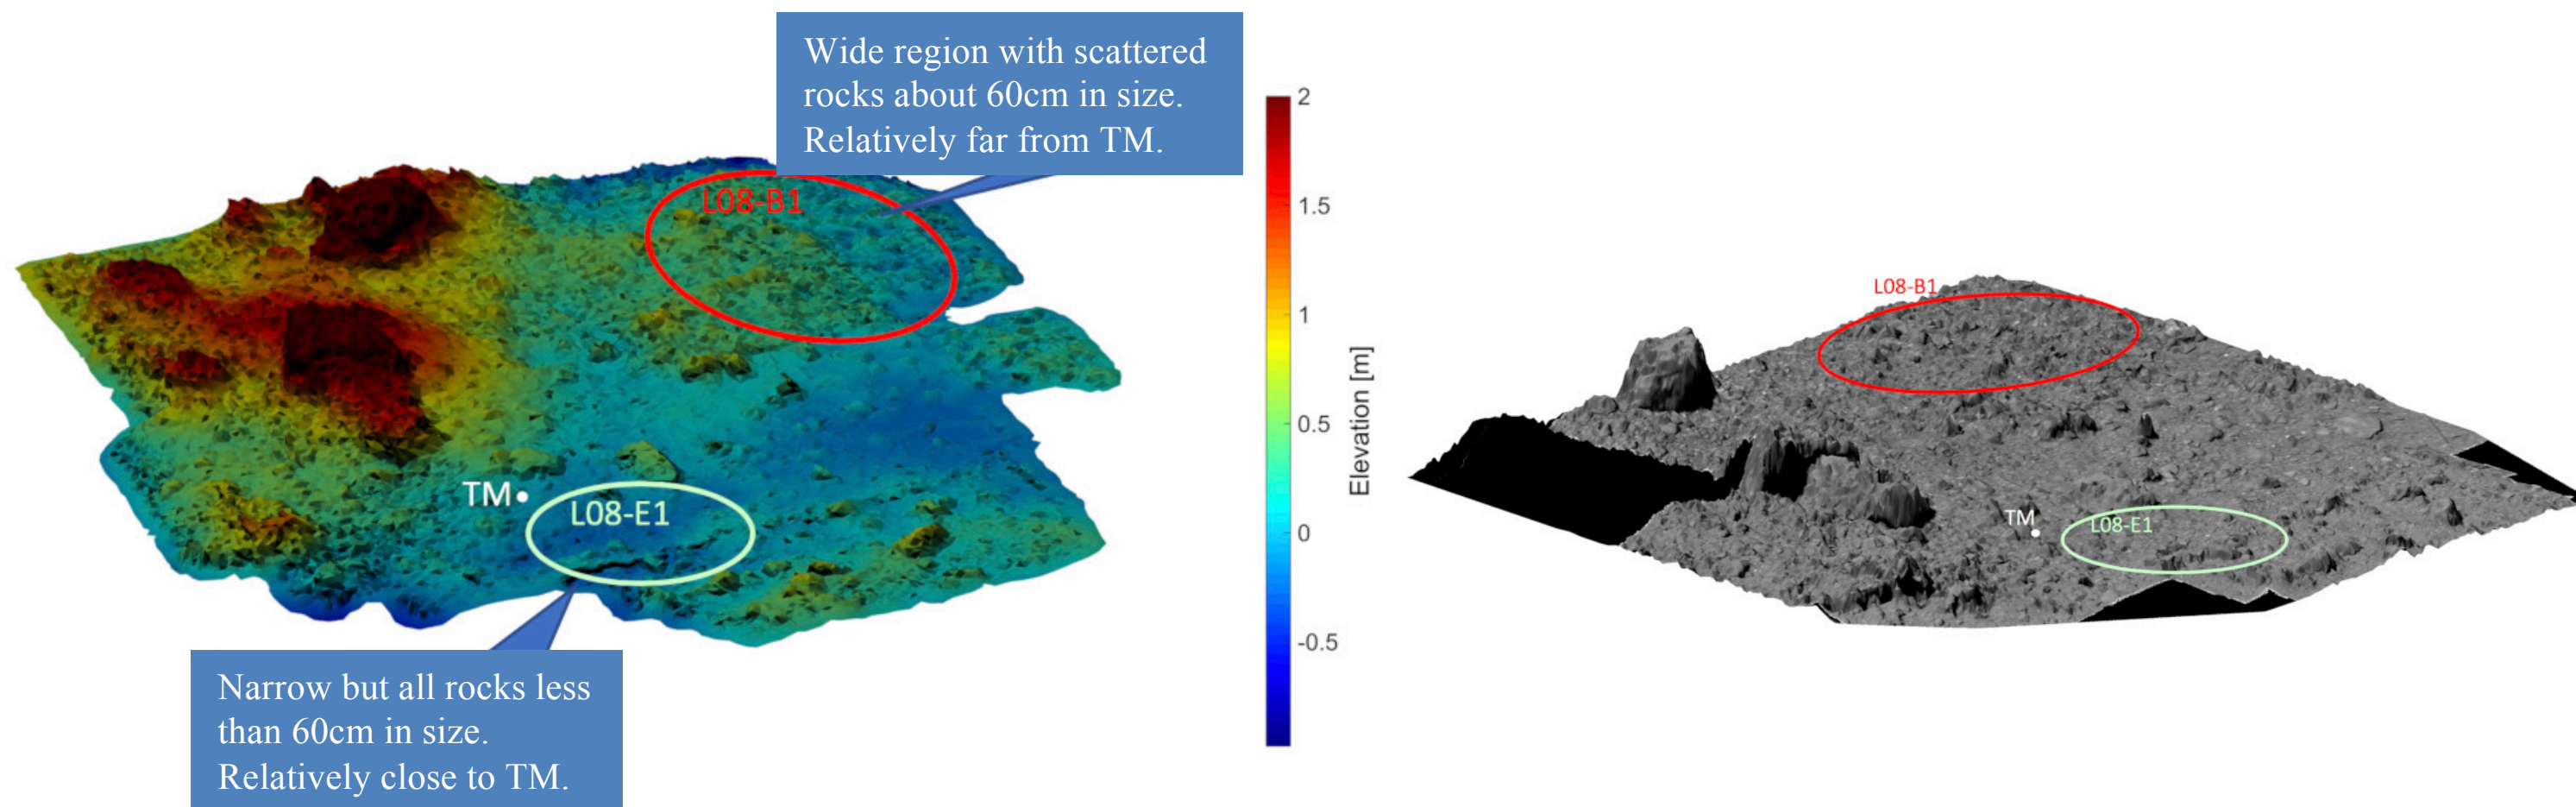 Wide region with scattered
rocks about 60cm in size.
Relatively far from TM.
L08-B1
TM
L08-E1
Narrow but all rocks less
than 60cm in size.
Relatively close to TM.
2
1.5
1
0.5
0
-0.5
Elevation [m]
L08-B1
TM
L08-E1